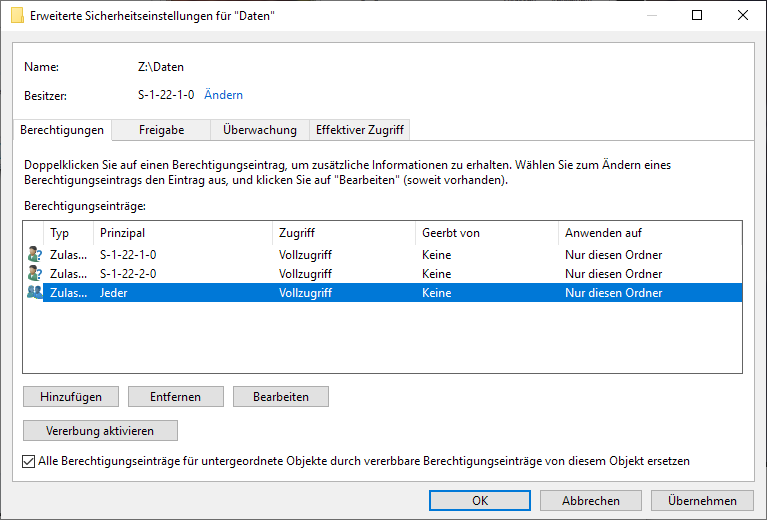 Erweiterte Sicherheitseinstellungen für "Daten"
Name: Z:\Daten
Besitzer: S-1-22-1-0 Ändern
Berechtigungen Freigabe Überwachung Effektiver Zugriff
Doppelklicken Sie auf einen Berechtigungseintrag, um zusätzliche Informationen zu erhalten. Wählen Sie zum Ändern eines
Berechtigungseintrags den Eintrag aus, und klicken Sie auf "Bearbeiten" (soweit vorhanden).
Berechtigungseinträge:
Typ Prinzipal Zugriff Geerbt von Anwenden auf
Zulas... S-1-22-1-0 Vollzugriff Keine Nur diesen Ordner
Zulas... S-1-22-2-0 Vollzugriff Keine Nur diesen Ordner
Zulas... Jeder Vollzugriff Keine Nur diesen Ordner
Hinzufügen Entfernen Bearbeiten
Vererbung aktivieren
Alle Berechtigungseinträge für untergeordnete Objekte durch vererbbare Berechtigungseinträge von diesem Objekt ersetzen
OK Abbrechen Übernehmen